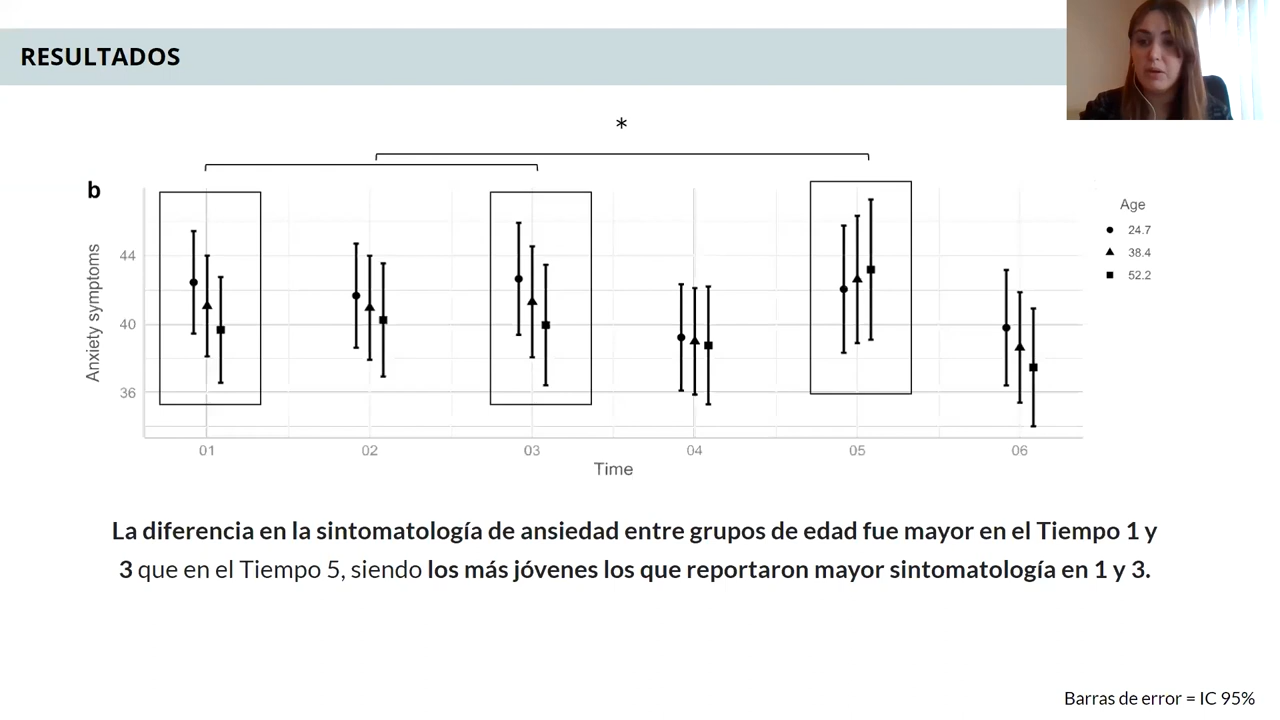 RESULTADOS
*
b
Age
24.7
38.4
52.2
Anxiety symptoms
44
40
36
01 02 03 04 05 06
Time
La diferencia en la sintomatología de ansiedad entre grupos de edad fue mayor en el Tiempo 1 y
3 que en el Tiempo 5, siendo los más jóvenes los que reportaron mayor sintomatología en 1 y 3.
Barras de error = IC 95%